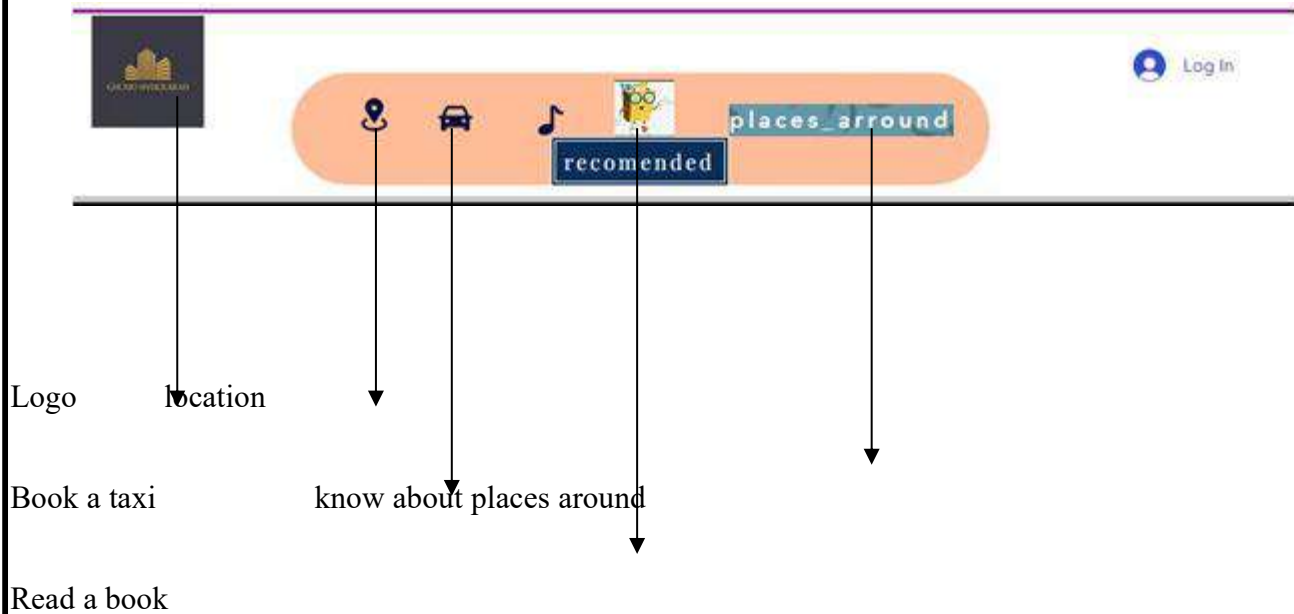 Log In
places_arround
recomended
Logo location
Book a taxi know about places around
Read a book